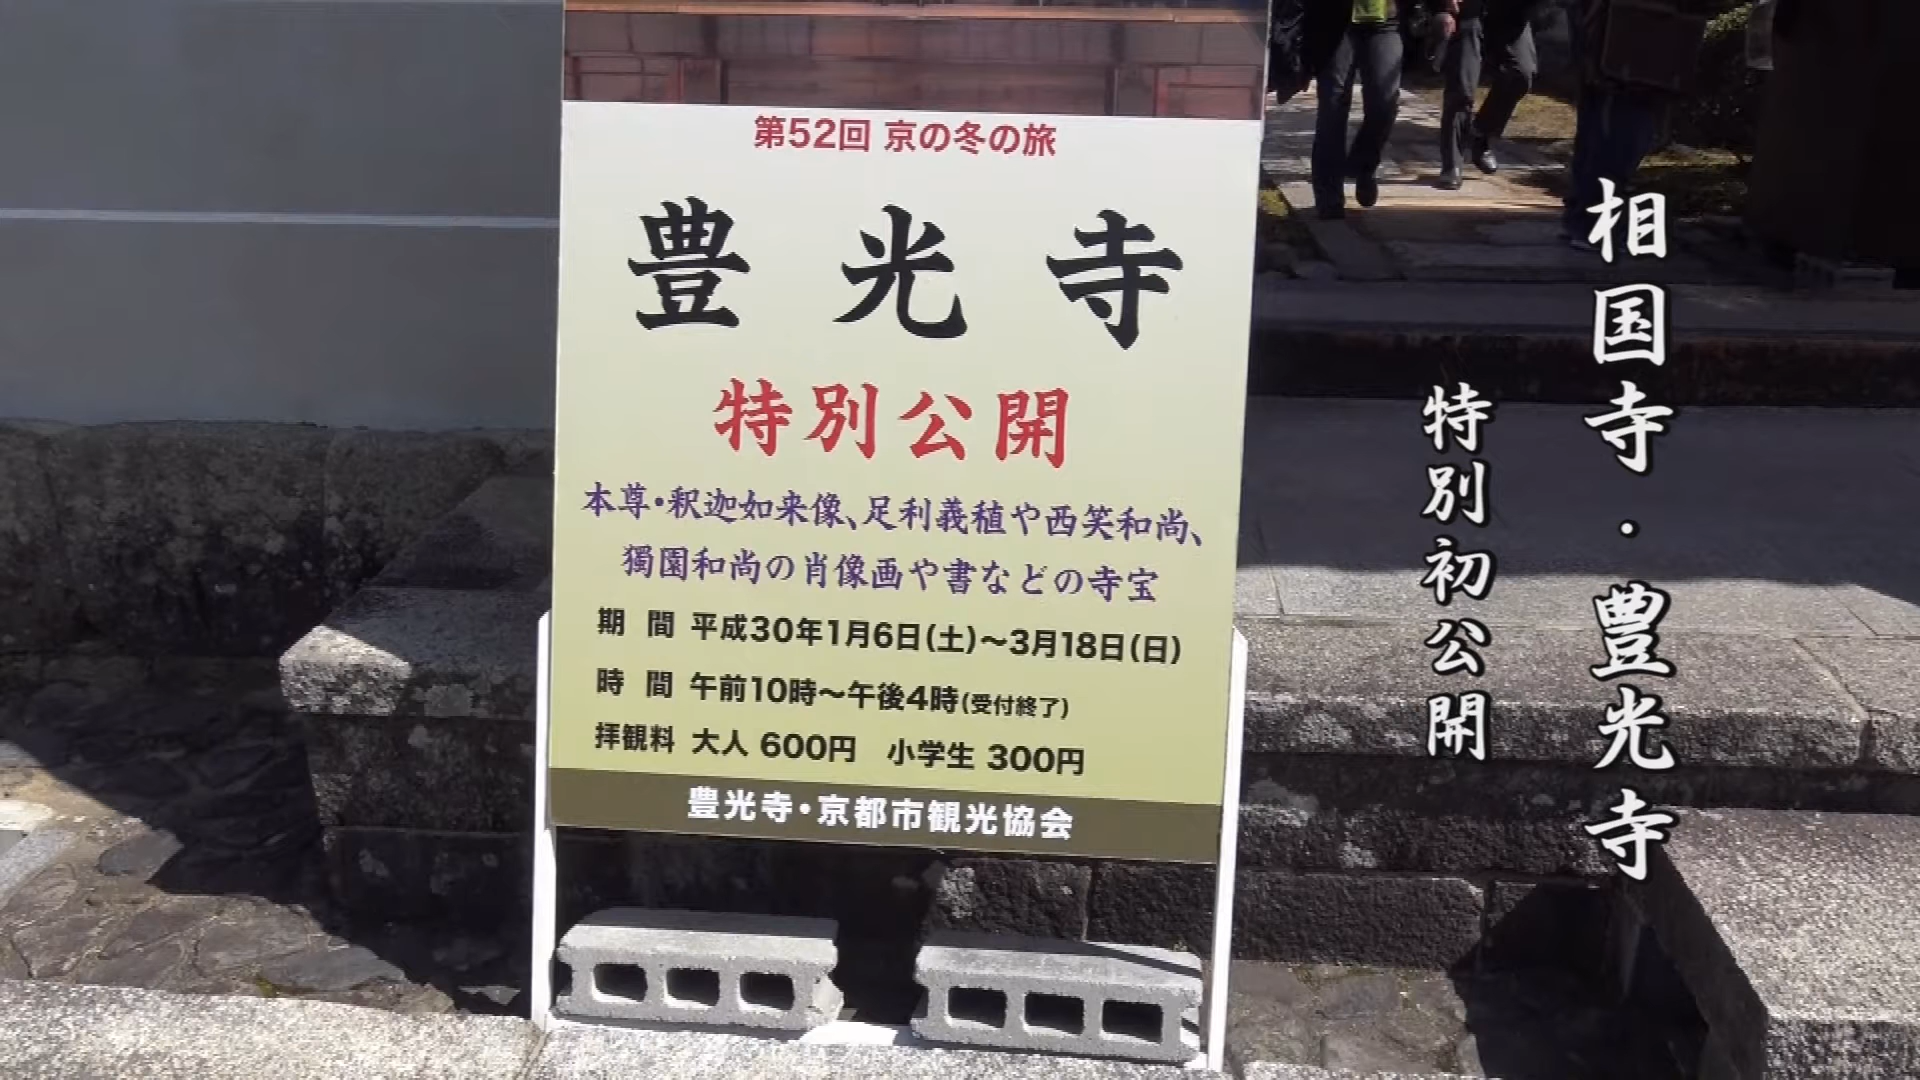 第52回 京の冬の旅
豊光寺
特別公開
本尊・釈迦如来像、足利義稙や西笑和尚、
獨園和尚の肖像画や書などの寺宝
期間 平成30年1月6日(土)～3月18日(日)
時間 午前10時～午後4時(受付終了)
拝観料 大人 600円 小学生 300円
豊光寺・京都市観光協会
相国寺・豊光寺
特別初公開